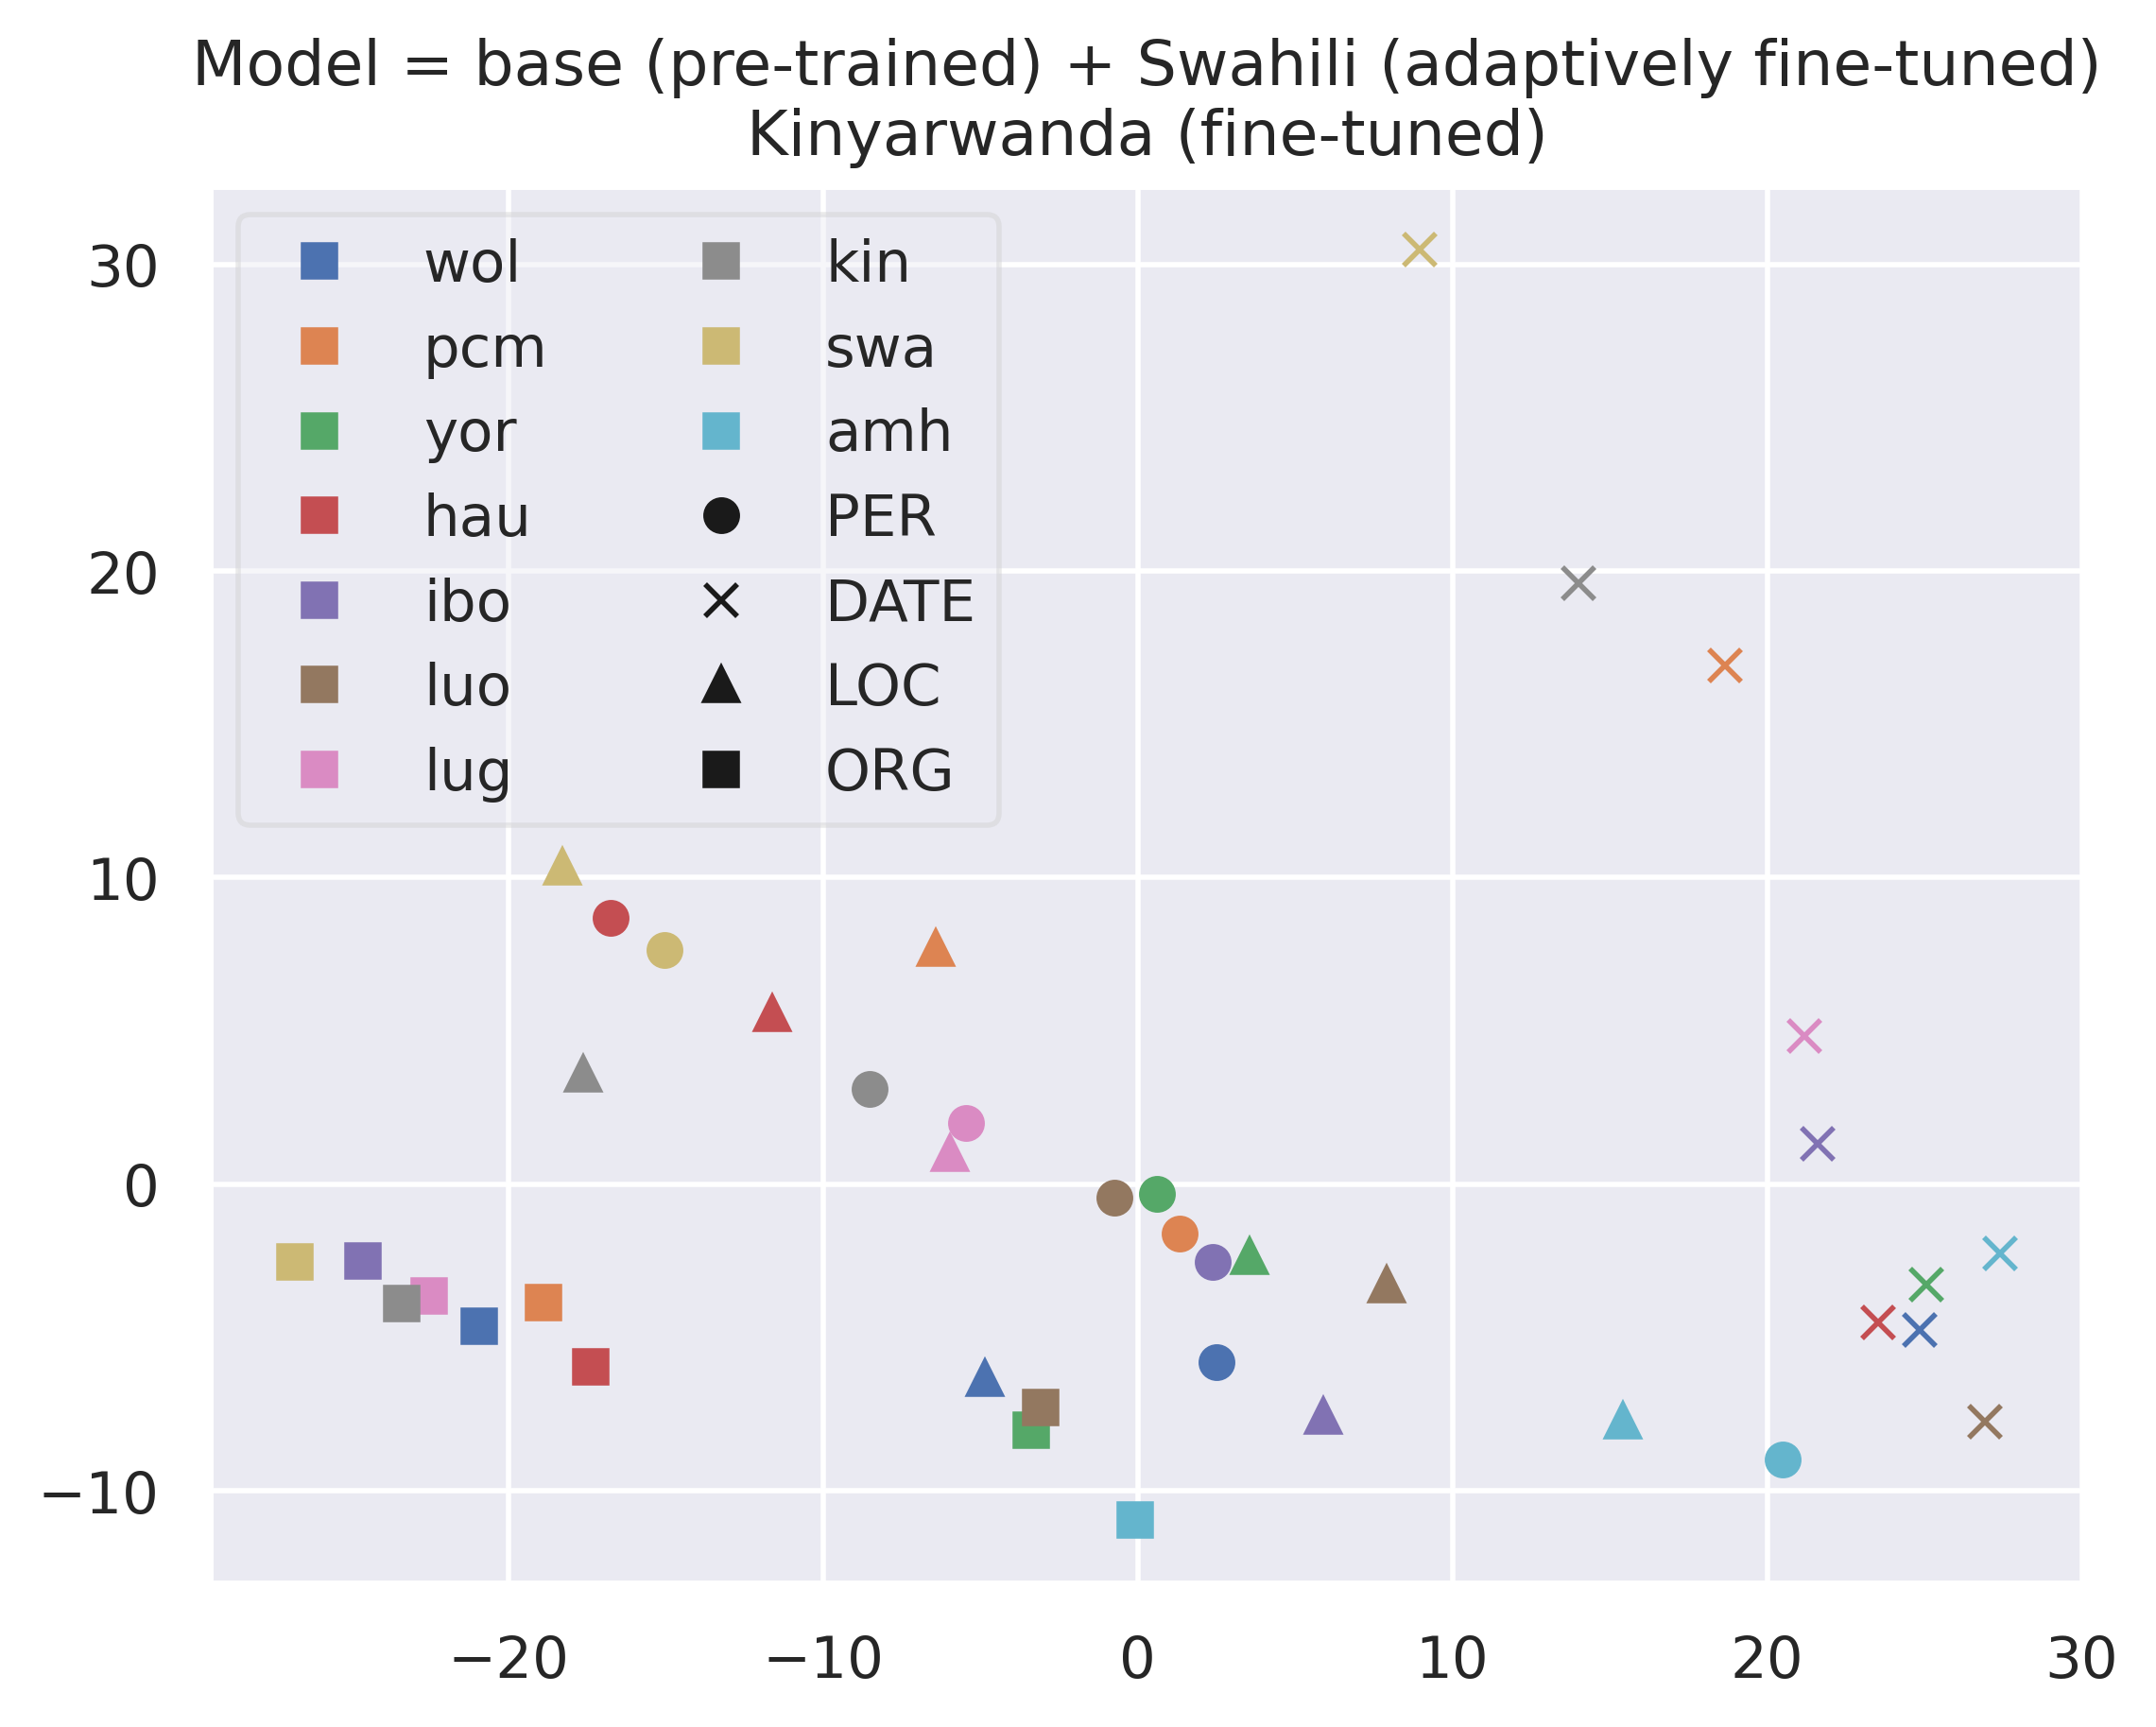 Model = base (pre-trained) + Swahili (adaptively fine-tuned)
Kinyarwanda (fine-tuned)
30
20
10
0
−10
wol
pcm
yor
hau
ibo
luo
lug
kin
swa
amh
PER
DATE
LOC
ORG
−20
−10
0
10
20
30